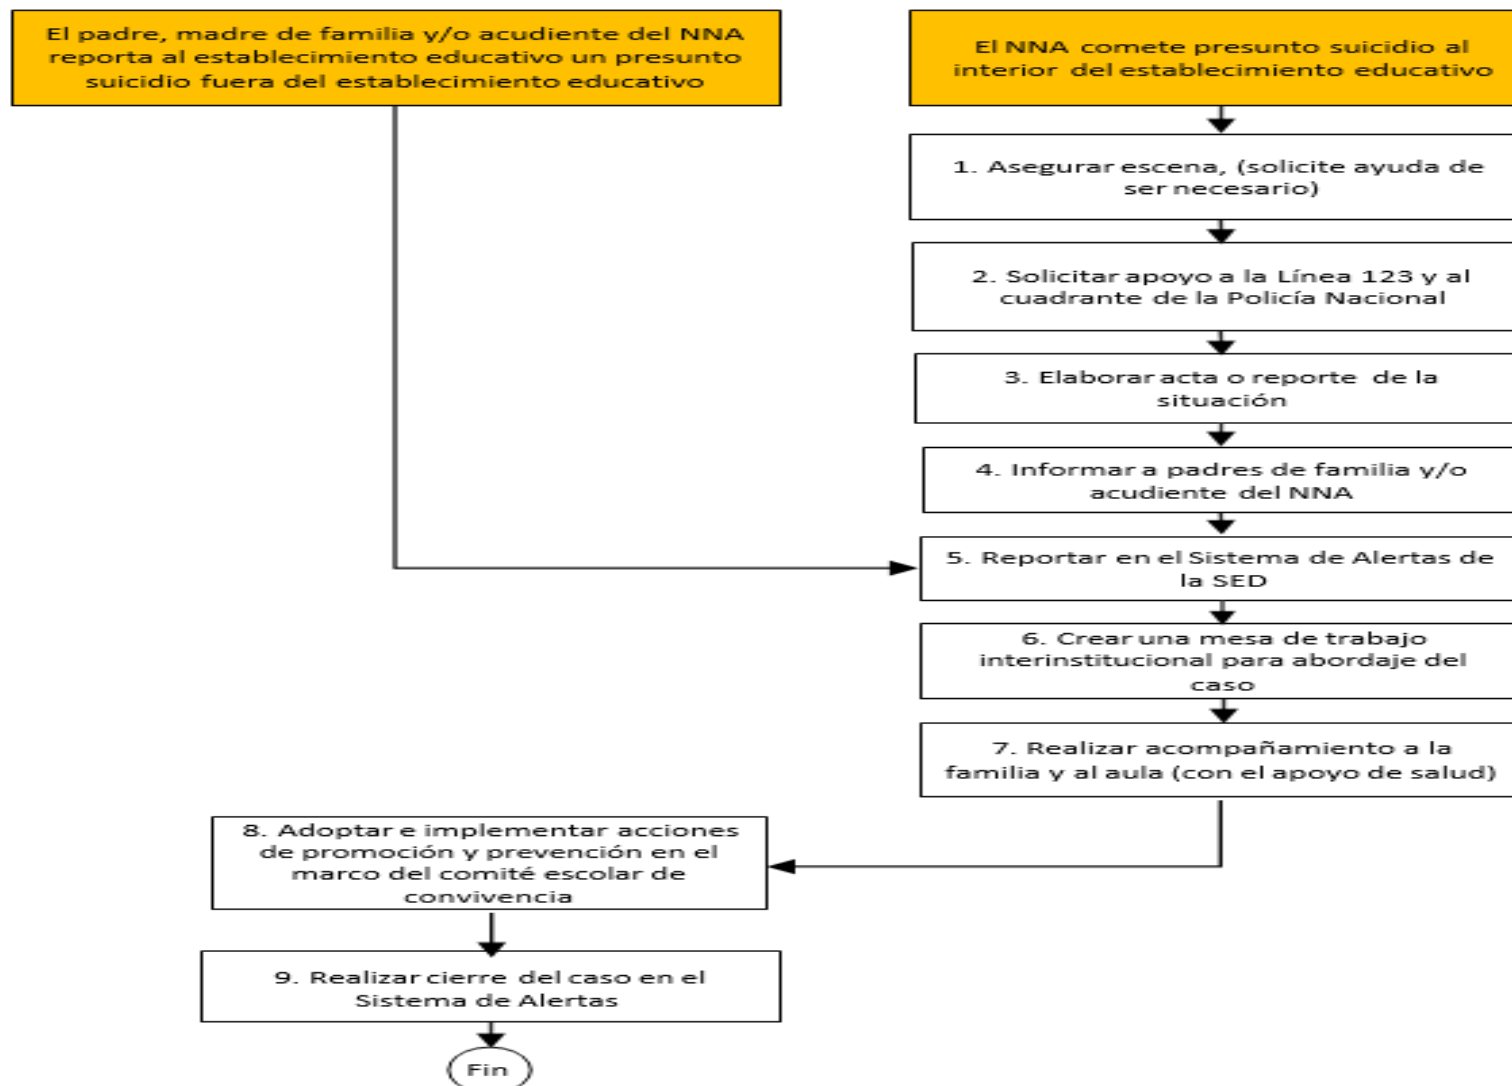 El padre, madre de familia y/o acudiente del NNA
reporta al establecimiento educativo un presunto
suicidio fuera del establecimiento educativo
El NNA comete presunto suicidio al
interior del establecimiento educativo
1. Asegurar escena, (solicite ayuda de
ser necesario)
2. Solicitar apoyo a la Línea 123 y al
cuadrante de la Policía Nacional
3. Elaborar acta o reporte de la
situación
4. Informar a padres de familia y/o
acudiente del NNA
5. Reportar en el Sistema de Alertas de
la SED
6. Crear una mesa de trabajo
interinstitucional para abordaje del
caso
7. Realizar acompañamiento a la
familia y al aula (con el apoyo de salud)
8. Adoptar e implementar acciones
de promoción y prevención en el
marco del comité escolar de
convivencia
9. Realizar cierre del caso en el
Sistema de Alertas
Fin